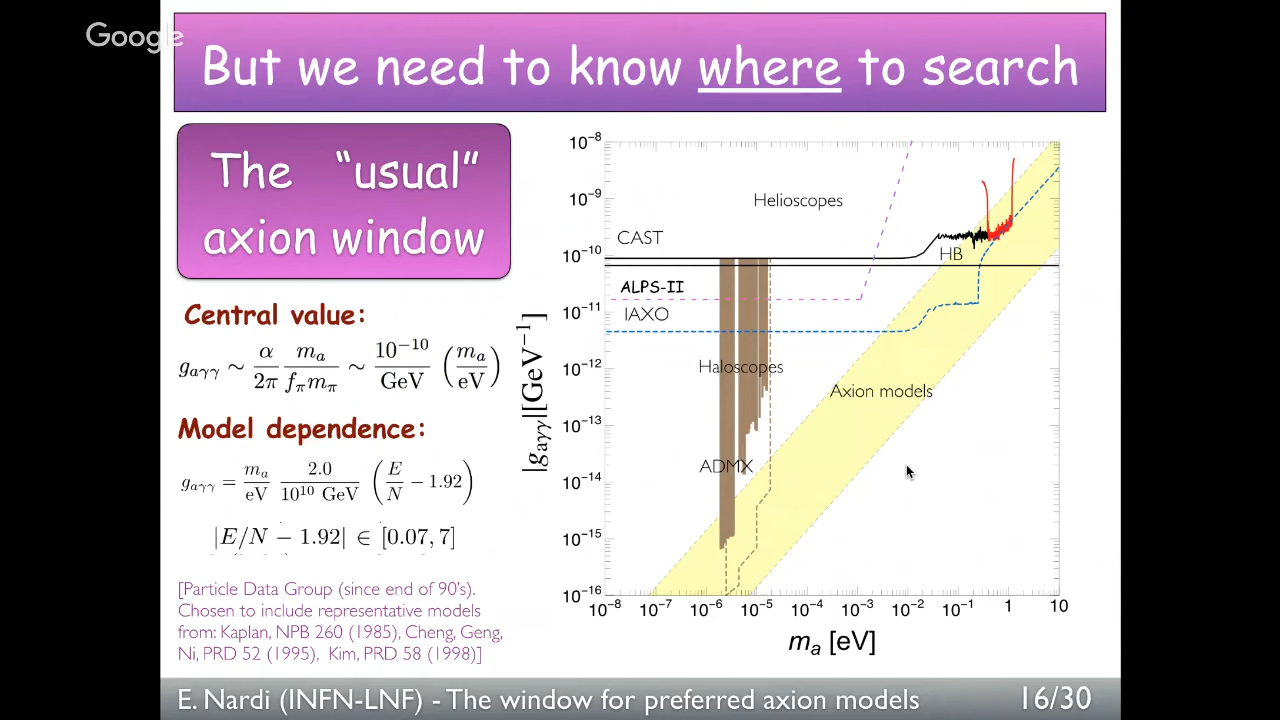 Google
But we need to know where to search
The "usual"
axion window
Central value:
g_{aγγ} ∼ \frac{α}{2π} \frac{m_a}{f_π m_π} ∼ \frac{10^{−10}}{GeV} (\frac{m_a}{eV})
Model dependence:
g_{aγγ} = \frac{m_a}{eV} \frac{2.0}{10^{10} GeV} (\frac{E}{N} − 1.92)
|E/N − 1.92| ∈ [0.07, 7]
[Particle Data Group (since end of 90's).
Chosen to include representative models
from: Kaplan, NPB 260 (1985), Cheng, Geng,
Ni, PRD 52 (1995), Kim, PRD 58 (1998)]
|g_{aγγ}|[GeV⁻¹]
10⁻⁸
10⁻⁹
10⁻¹⁰
10⁻¹¹
10⁻¹²
10⁻¹³
10⁻¹⁴
10⁻¹⁵
10⁻¹⁶
Helioscopes
CAST
HB
ALPS-II
IAXO
Haloscopes
Axion models
ADMX
10⁻⁸ 10⁻⁷ 10⁻⁶ 10⁻⁵ 10⁻⁴ 10⁻³ 10⁻² 10⁻¹ 1 10
m_a [eV]
E. Nardi (INFN-LNF) - The window for preferred axion models 16/30